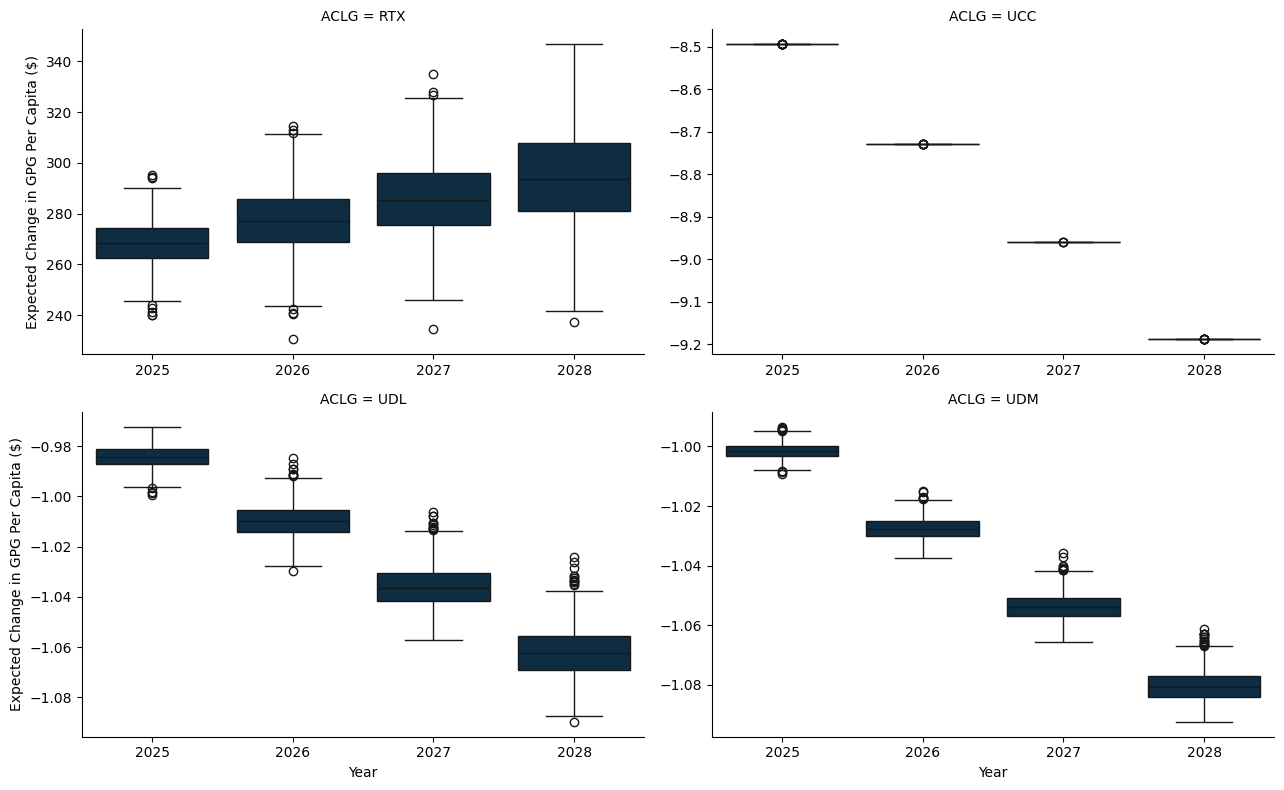 ACLG = RTX
Expected Change in GPG Per Capita ($)
340
320
300
280
260
240
2025 2026 2027 2028
ACLG = UCC
−8.5
−8.6
−8.7
−8.8
−8.9
−9.0
−9.1
−9.2
2025 2026 2027 2028
ACLG = UDL
Expected Change in GPG Per Capita ($)
−0.98
−1.00
−1.02
−1.04
−1.06
−1.08
2025 2026 2027 2028
Year
ACLG = UDM
−1.00
−1.02
−1.04
−1.06
−1.08
2025 2026 2027 2028
Year